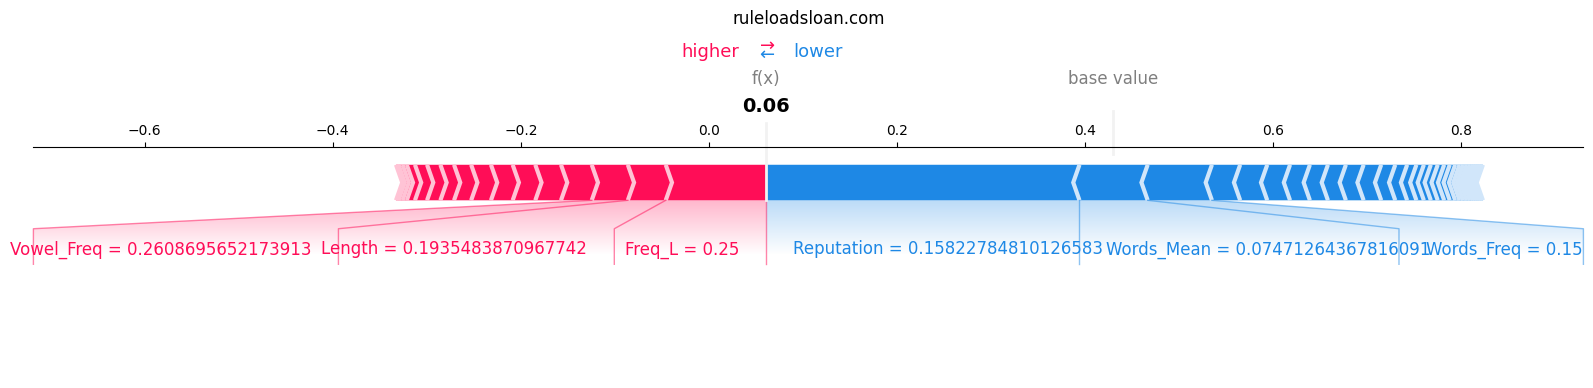 ruleloadsloan.com
higher ⇄ lower
f(x) base value
0.06
−0.6 −0.4 −0.2 0.0 0.2 0.4 0.6 0.8
Vowel_Freq = 0.2608695652173913 Length = 0.1935483870967742 Freq_L = 0.25 Reputation = 0.15822784810126583 Words_Mean = 0.07471264367816091 Words_Freq = 0.15